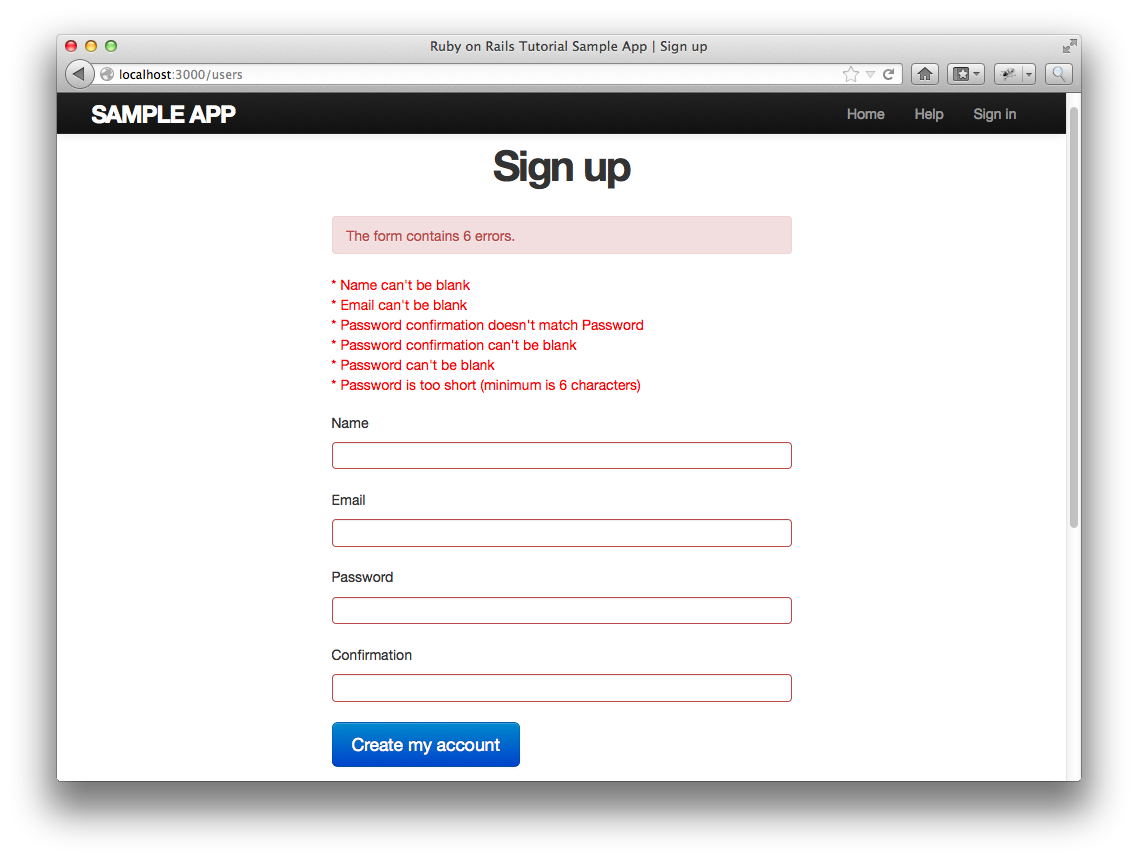 Ruby on Rails Tutorial Sample App | Sign up
localhost:3000/users
SAMPLE APP
Home
Help
Sign in
Sign up
The form contains 6 errors.
* Name can't be blank
* Email can't be blank
* Password confirmation doesn't match Password
* Password confirmation can't be blank
* Password can't be blank
* Password is too short (minimum is 6 characters)
Name
Email
Password
Confirmation
Create my account